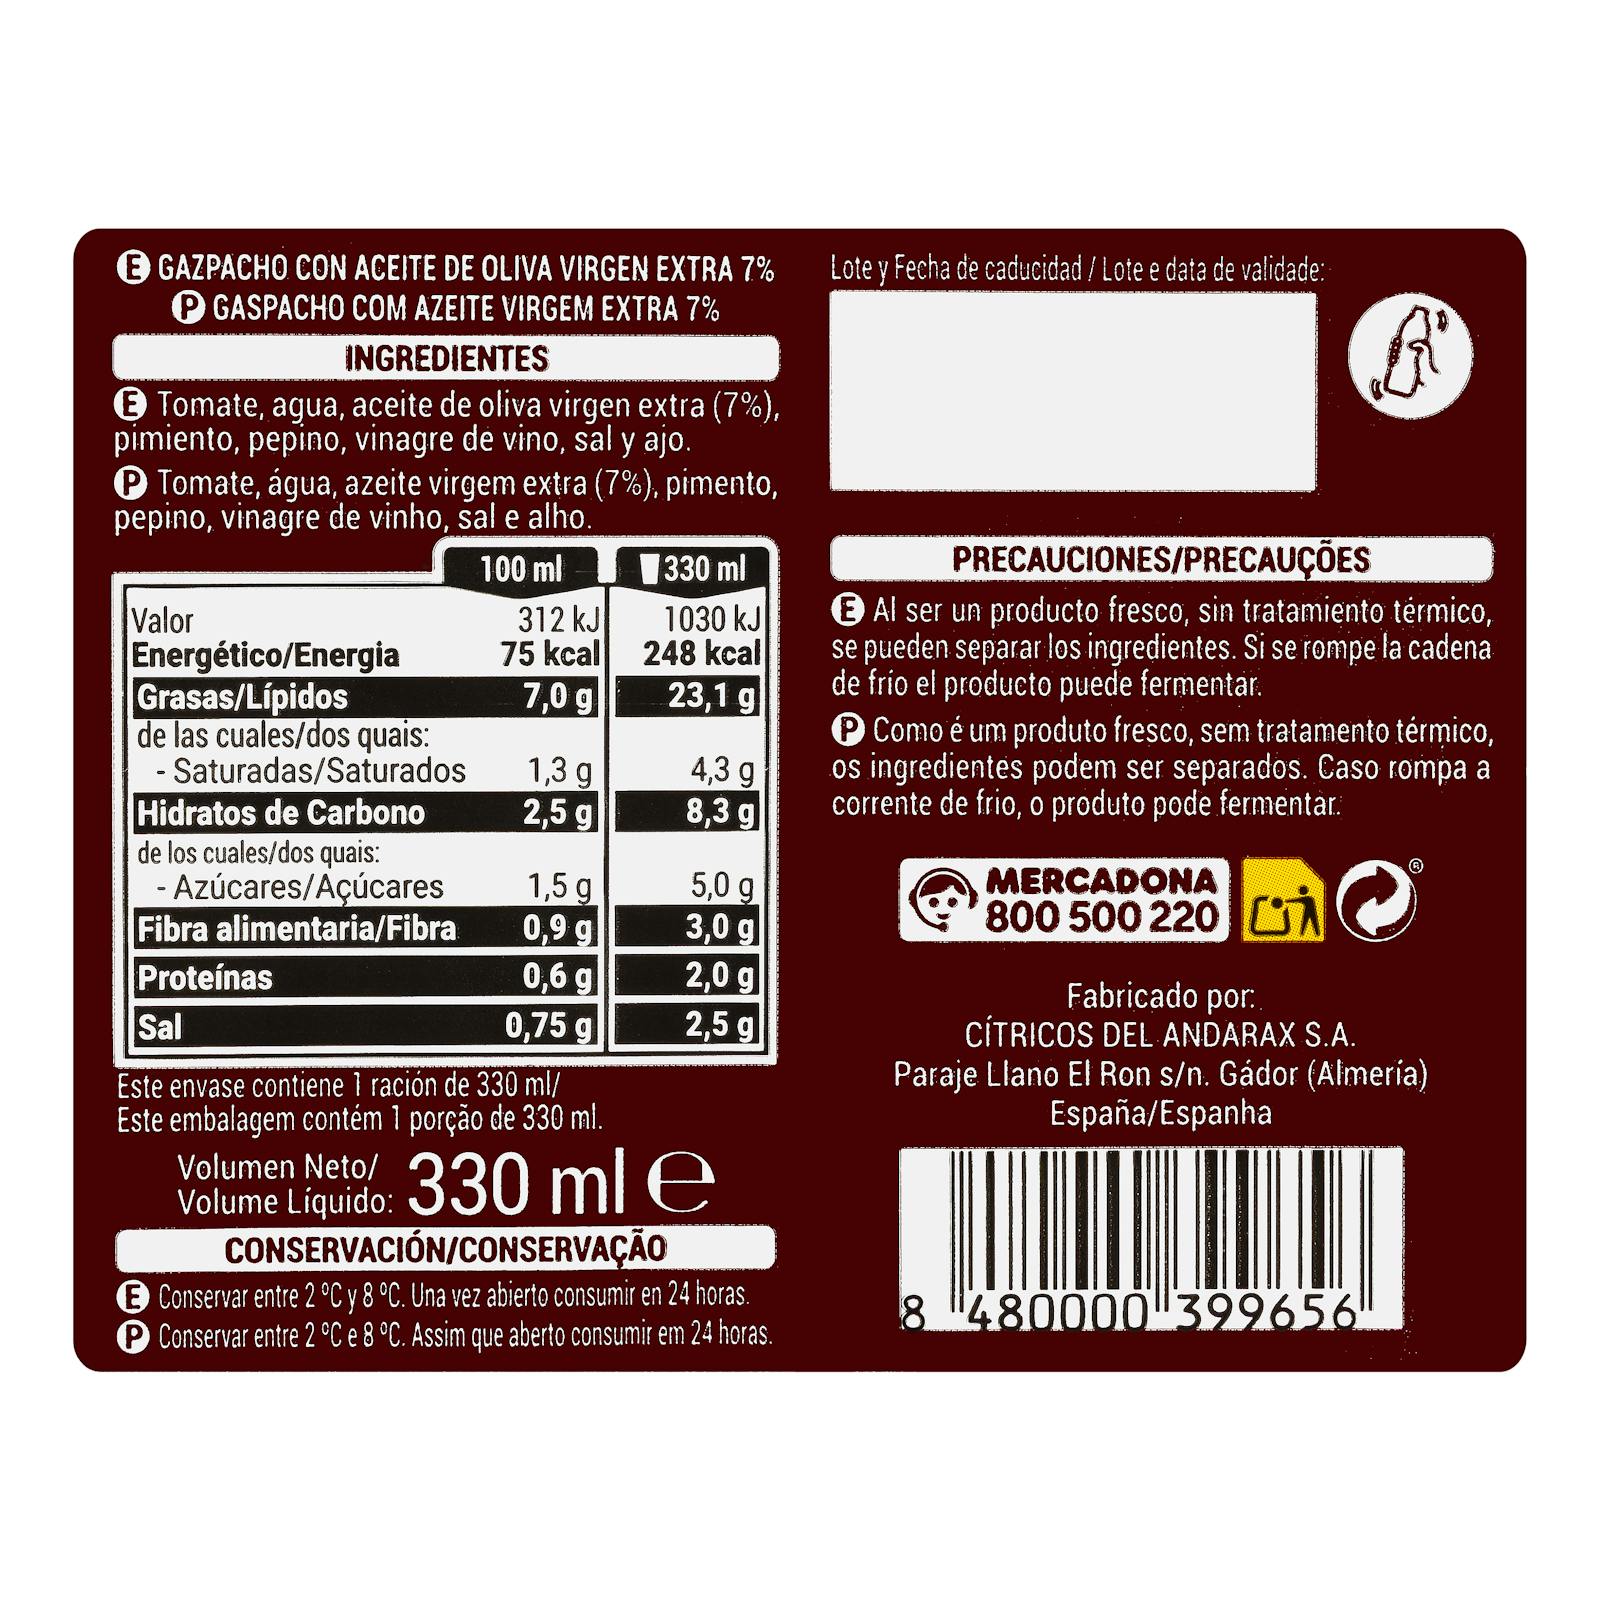 E GAZPACHO CON ACEITE DE OLIVA VIRGEN EXTRA 7%
P GASPACHO COM AZEITE VIRGEM EXTRA 7%
INGREDIENTES
E Tomate, agua, aceite de oliva virgen extra (7%),
pimiento, pepino, vinagre de vino, sal y ajo.
P Tomate, água, azeite virgem extra (7%), pimento,
pepino, vinagre de vinho, sal e alho.
100 ml 330 ml
Valor 312 kJ 1030 kJ
Energético/Energia 75 kcal 248 kcal
Grasas/Lípidos 7,0 g 23,1 g
de las cuales/dos quais:
- Saturadas/Saturados 1,3 g 4,3 g
Hidratos de Carbono 2,5 g 8,3 g
de los cuales/dos quais:
- Azúcares/Açúcares 1,5 g 5,0 g
Fibra alimentaria/Fibra 0,9 g 3,0 g
Proteínas 0,6 g 2,0 g
Sal 0,75 g 2,5 g
Este envase contiene 1 ración de 330 ml/
Este embalagem contém 1 porção de 330 ml.
Volumen Neto/
Volume Líquido: 330 ml e
CONSERVACIÓN/CONSERVAÇÃO
E Conservar entre 2 ºC y 8 ºC. Una vez abierto consumir en 24 horas.
P Conservar entre 2 ºC e 8 ºC. Assim que aberto consumir em 24 horas.
Lote y Fecha de caducidad / Lote e data de validade:
PRECAUCIONES/PRECAUÇÕES
E Al ser un producto fresco, sin tratamiento térmico,
se pueden separar los ingredientes. Si se rompe la cadena
de frío el producto puede fermentar.
P Como é um produto fresco, sem tratamento térmico,
os ingredientes podem ser separados. Caso rompa a
corrente de frio, o produto pode fermentar.
MERCADONA
800 500 220
®
Fabricado por:
CÍTRICOS DEL ANDARAX S.A.
Paraje Llano El Ron s/n. Gádor (Almería)
España/Espanha
8 480000 399656